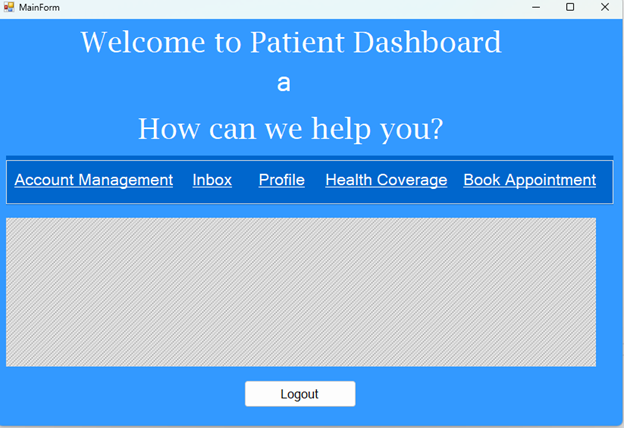 MainForm
Welcome to Patient Dashboard
a
How can we help you?
Account Management Inbox Profile Health Coverage Book Appointment
Logout